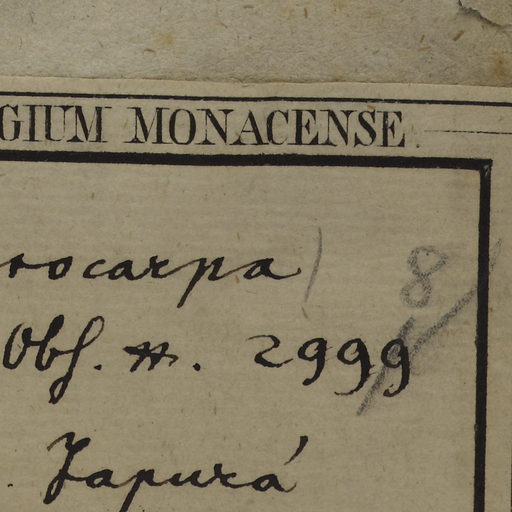 GIUM MONACENSE.
rocarpa
8
Obs. n. 2999
. Japurá